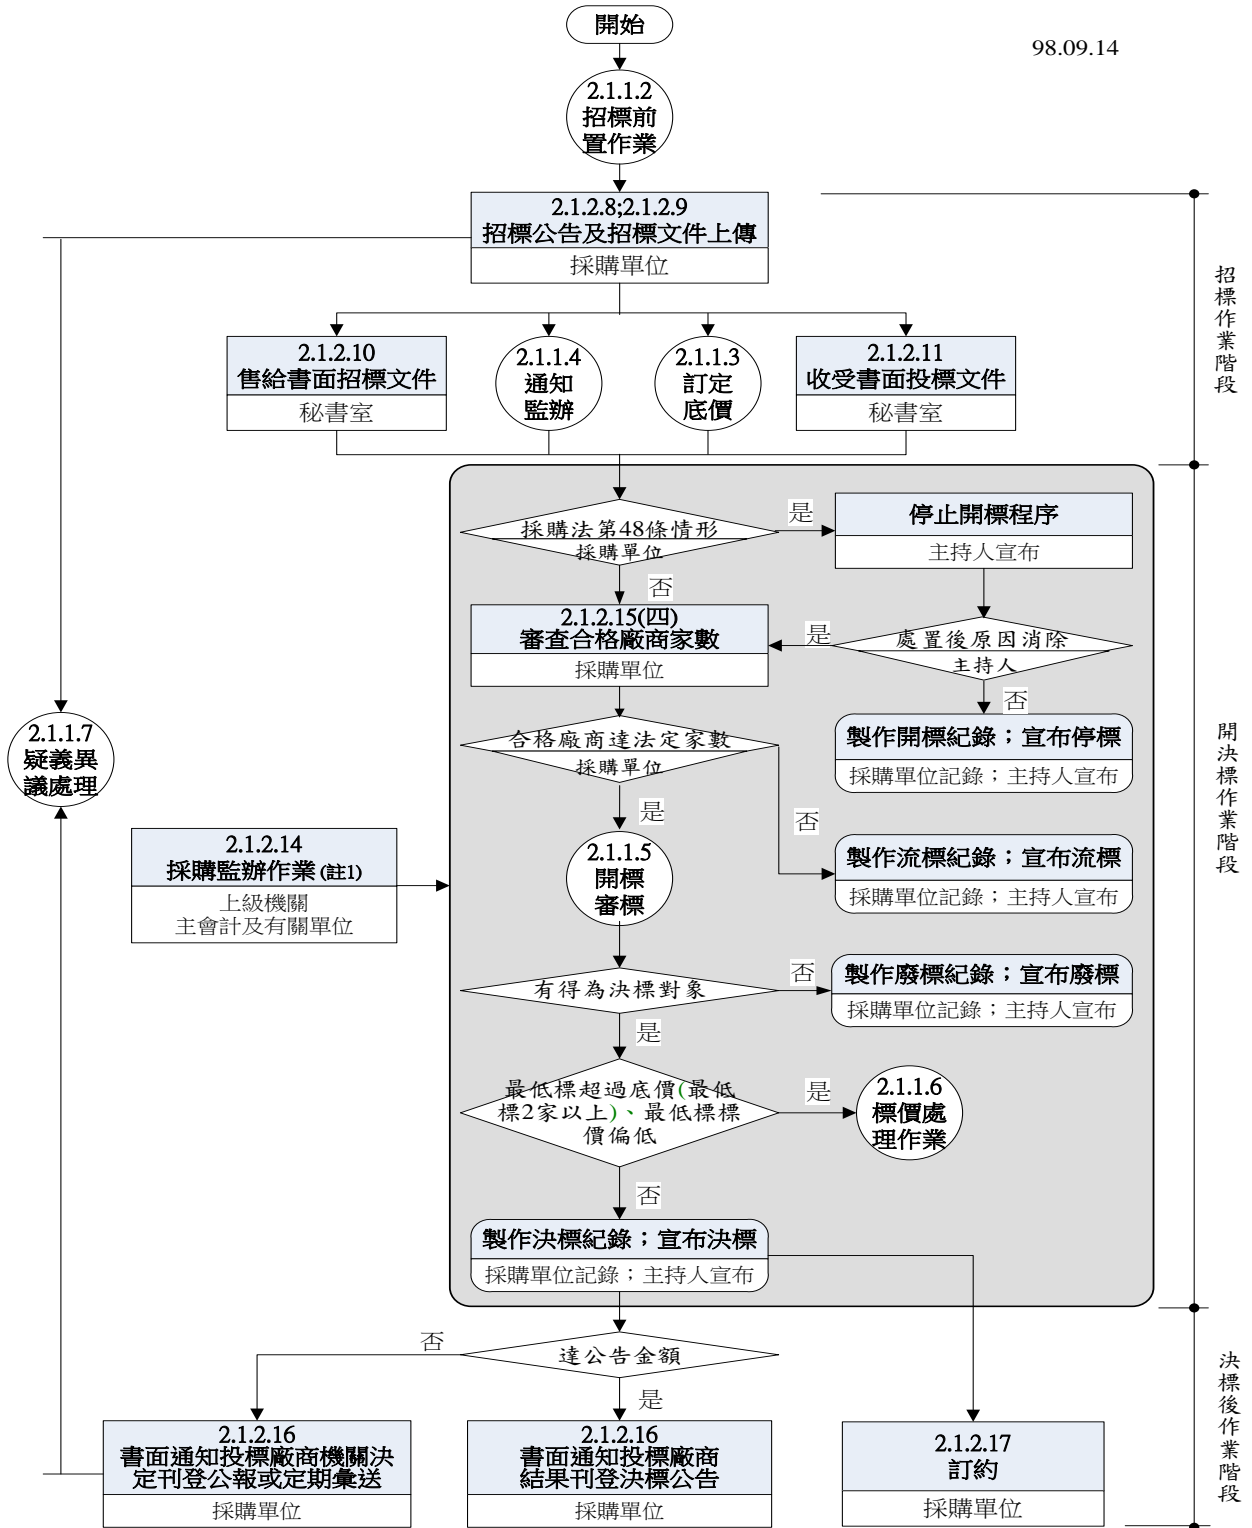 開始
98.09.14
2.1.1.2
招標前
置作業
2.1.2.8;2.1.2.9
招標公告及招標文件上傳
採購單位
招標作業階段
2.1.2.10
售給書面招標文件
秘書室
2.1.1.4
通知
監辦
2.1.1.3
訂定
底價
2.1.2.11
收受書面投標文件
秘書室
採購法第48條情形
採購單位
是
停止開標程序
主持人宣布
否
2.1.2.15(四)
審查合格廠商家數
採購單位
是
處置後原因消除
主持人
否
合格廠商達法定家數
採購單位
製作開標紀錄；宣布停標
採購單位記錄；主持人宣布
2.1.1.7
疑義異
議處理
開決標作業階段
是
否
2.1.2.14
採購監辦作業(註1)
上級機關
主會計及有關單位
2.1.1.5
開標
審標
製作流標紀錄；宣布流標
採購單位記錄；主持人宣布
有得為決標對象
否
製作廢標紀錄；宣布廢標
採購單位記錄；主持人宣布
是
最低標超過底價(最低
標2家以上)、最低標標
價偏低
是
2.1.1.6
標價處
理作業
否
製作決標紀錄；宣布決標
採購單位記錄；主持人宣布
否
達公告金額
是
決標後作業階段
2.1.2.16
書面通知投標廠商機關決
定刊登公報或定期彙送
採購單位
2.1.2.16
書面通知投標廠商
結果刊登決標公告
採購單位
2.1.2.17
訂約
採購單位